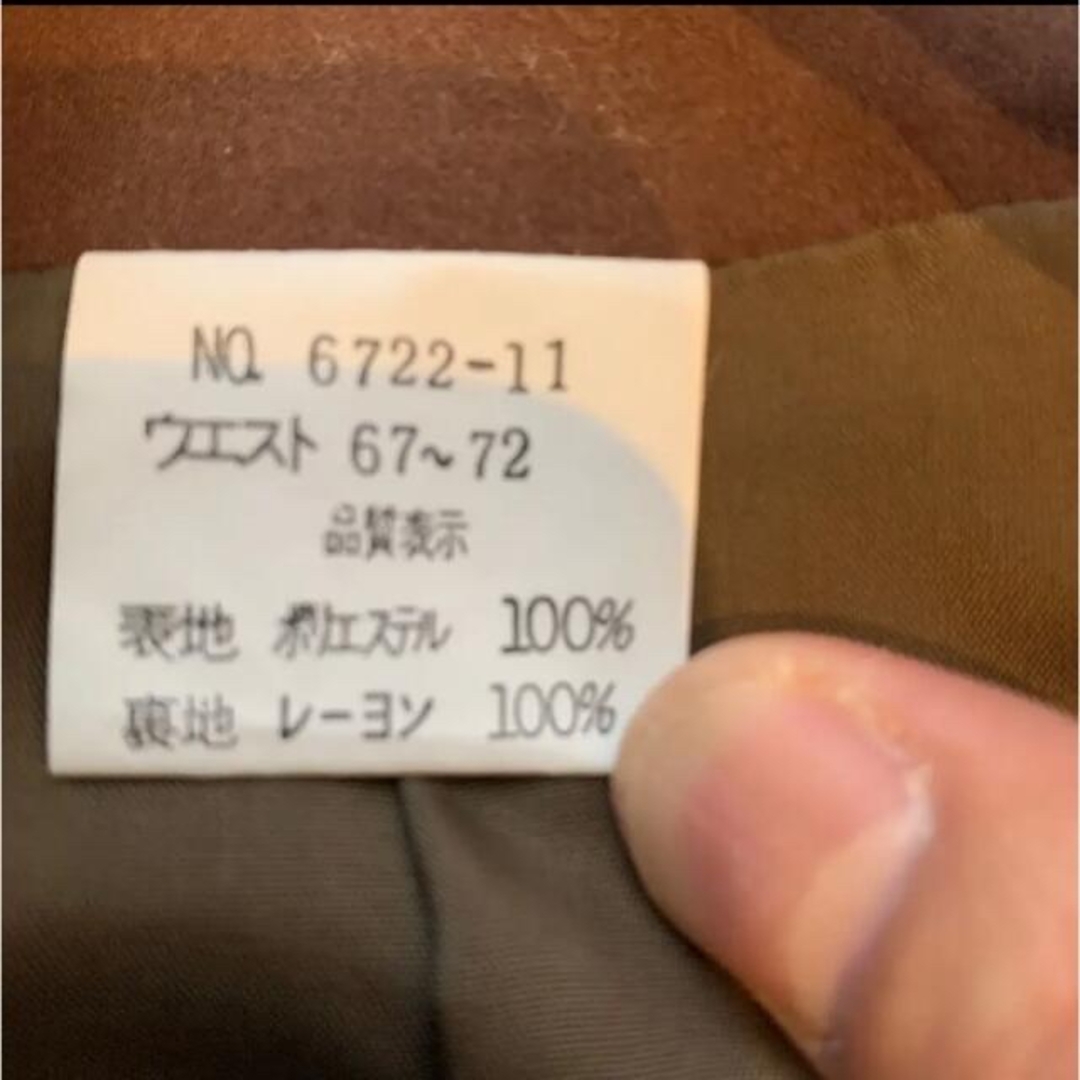 NO. 6722-11
ウエスト 67~72
品質表示
表地 ポリエステル 100%
裏地 レーヨン 100%